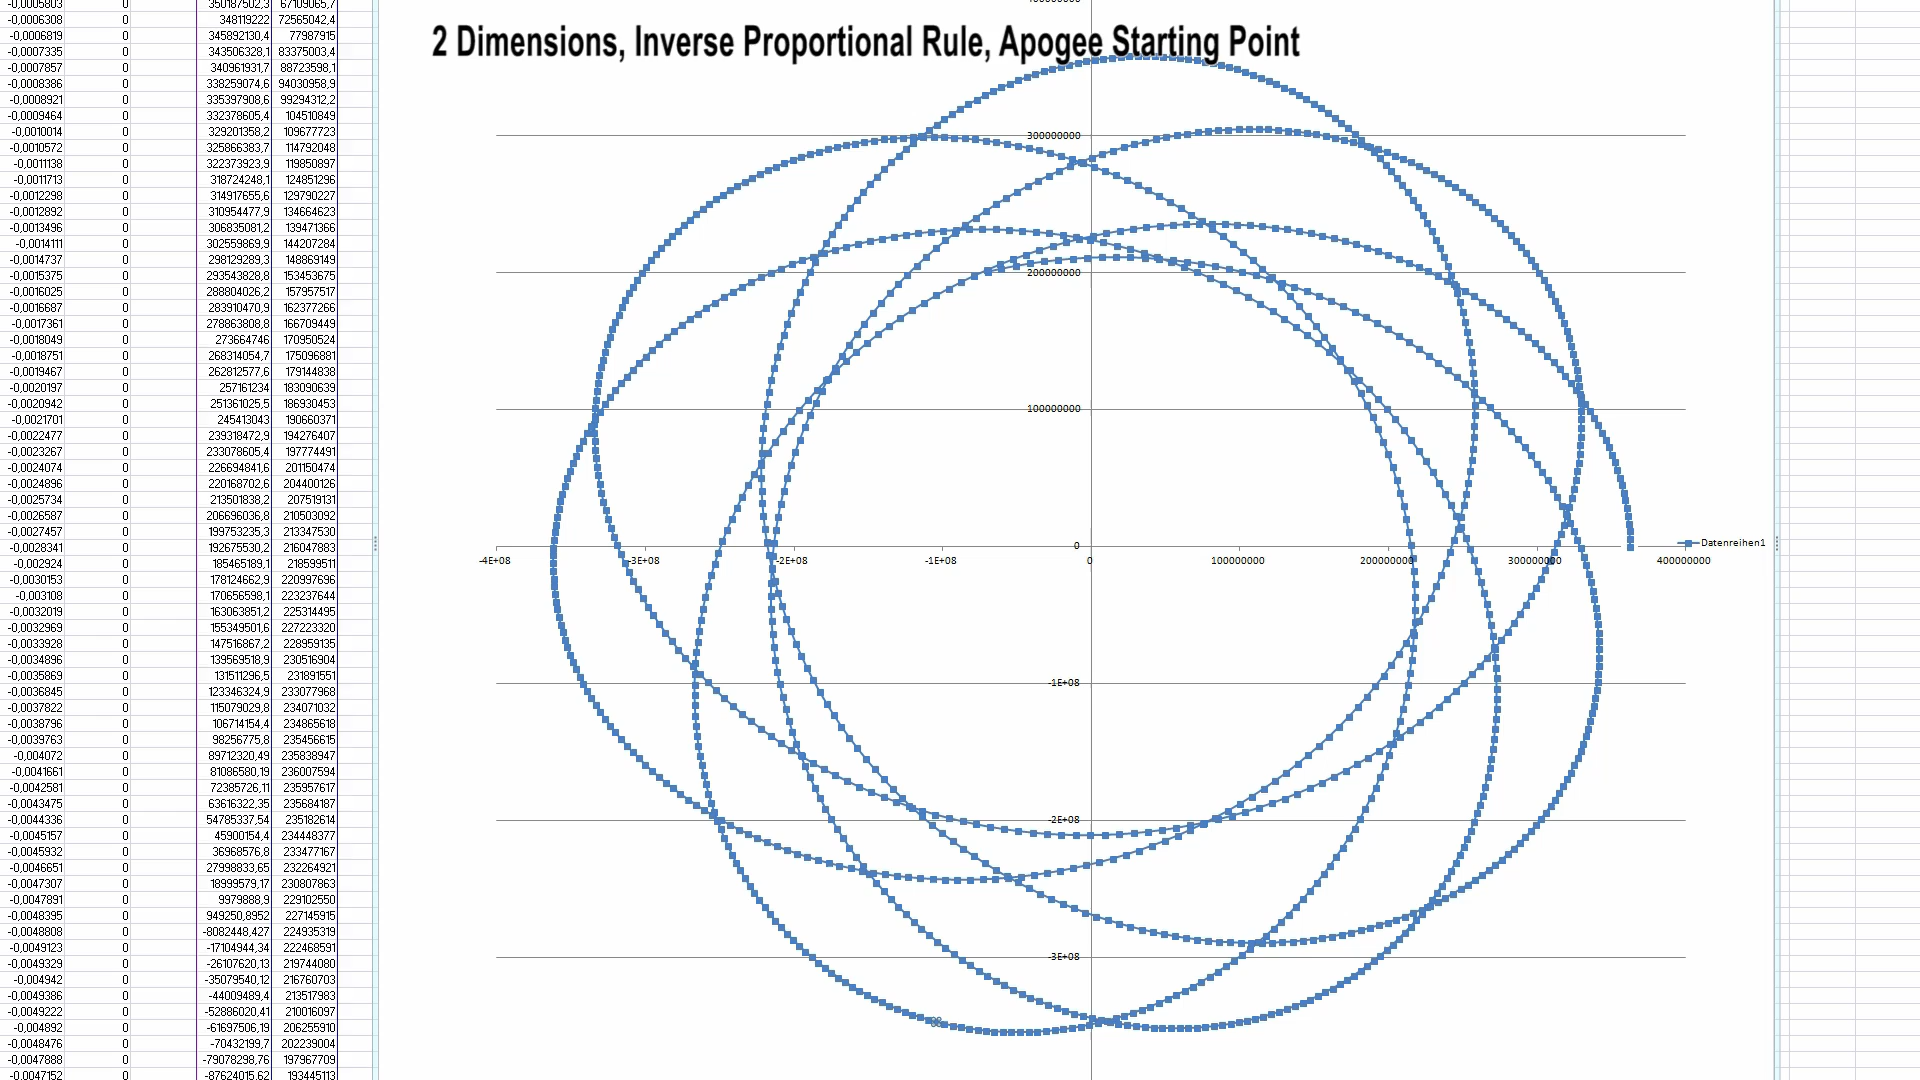 -0,0005803 0 350187502,3 67109065,7
-0,0006308 0 348119222 72565042,4
-0,0006819 0 345892130,4 77987915
-0,0007335 0 343506328,1 83375003,4
-0,0007857 0 340961931,7 88723598,1
-0,0008386 0 338259074,6 94030958,9
-0,0008921 0 335397908,6 99294312,2
-0,0009464 0 332378605,4 104510849
-0,0010014 0 329201358,2 109677723
-0,0010572 0 325866383,7 114792048
-0,0011138 0 322373923,9 119850897
-0,0011713 0 318724248,1 124851296
-0,0012298 0 314917655,6 129790227
-0,0012892 0 310954477,9 134664623
-0,0013496 0 306835081,2 139471366
-0,0014111 0 302559869,9 144207284
-0,0014737 0 298129289,3 148869149
-0,0015375 0 293543828,8 153453675
-0,0016025 0 288804026,2 157957517
-0,0016687 0 283910470,9 162377266
-0,0017361 0 278863808,8 166709449
-0,0018049 0 273664746 170950524
-0,0018751 0 268314054,7 175096881
-0,0019467 0 262812577,6 179144838
-0,0020197 0 257161234 183090639
-0,0020942 0 251361025,5 186930453
-0,0021701 0 245413043 190660371
-0,0022477 0 239318472,9 194276407
-0,0023267 0 233078605,4 197774491
-0,0024074 0 226694841,6 201150474
-0,0024896 0 220168702,6 204400126
-0,0025734 0 213501838,2 207519131
-0,0026587 0 206696036,8 210503092
-0,0027457 0 199753235,3 213347530
-0,0028341 0 192675530,2 216047883
-0,002924 0 185465189,1 218599511
-0,0030153 0 178124662,9 220997696
-0,003108 0 170656598,1 223237644
-0,0032019 0 163063851,2 225314495
-0,0032969 0 155349501,6 227223320
-0,0033928 0 147516867,2 228959135
-0,0034896 0 139569518,9 230516904
-0,0035869 0 131511296,5 231891551
-0,0036845 0 123346324,9 233077968
-0,0037822 0 115079029,8 234071032
-0,0038796 0 106714154,4 234865618
-0,0039763 0 98256775,8 235456615
-0,004072 0 89712320,49 235838947
-0,0041661 0 81086580,19 236007594
-0,0042581 0 72385726,11 235957617
-0,0043475 0 63616322,35 235684187
-0,0044336 0 54785337,54 235182614
-0,0045157 0 45900154,4 234448377
-0,0045932 0 36968576,8 233477167
-0,0046651 0 27998833,65 232264921
-0,0047307 0 18999579,17 230807863
-0,0047891 0 9979888,9 229102550
-0,0048395 0 949250,8952 227145915
-0,0048808 0 -8082448,427 224935319
-0,0049123 0 -17104944,34 222468591
-0,0049329 0 -26107620,13 219744080
-0,004942 0 -35079540,12 216760703
-0,0049386 0 -44009489,4 213517983
-0,0049222 0 -52886020,41 210016097
-0,004892 0 -61697506,19 206255910
-0,0048476 0 -70432199,7 202239004
-0,0047888 0 -79078298,76 197967709
-0,0047152 0 -87624015,62 193445113
2 Dimensions, Inverse Proportional Rule, Apogee Starting Point
300000000
200000000
100000000
0
-4E+08 -3E+08 -2E+08 -1E+08 0 100000000 200000000 300000000 400000000
-1E+08
-2E+08
-3E+08
Datenreihen1